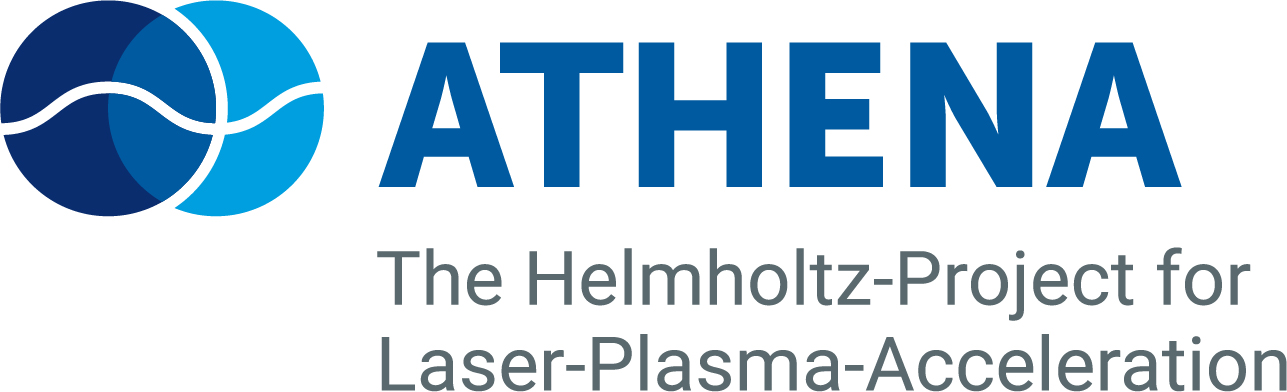 ATHENA
The Helmholtz-Project for
Laser-Plasma-Acceleration